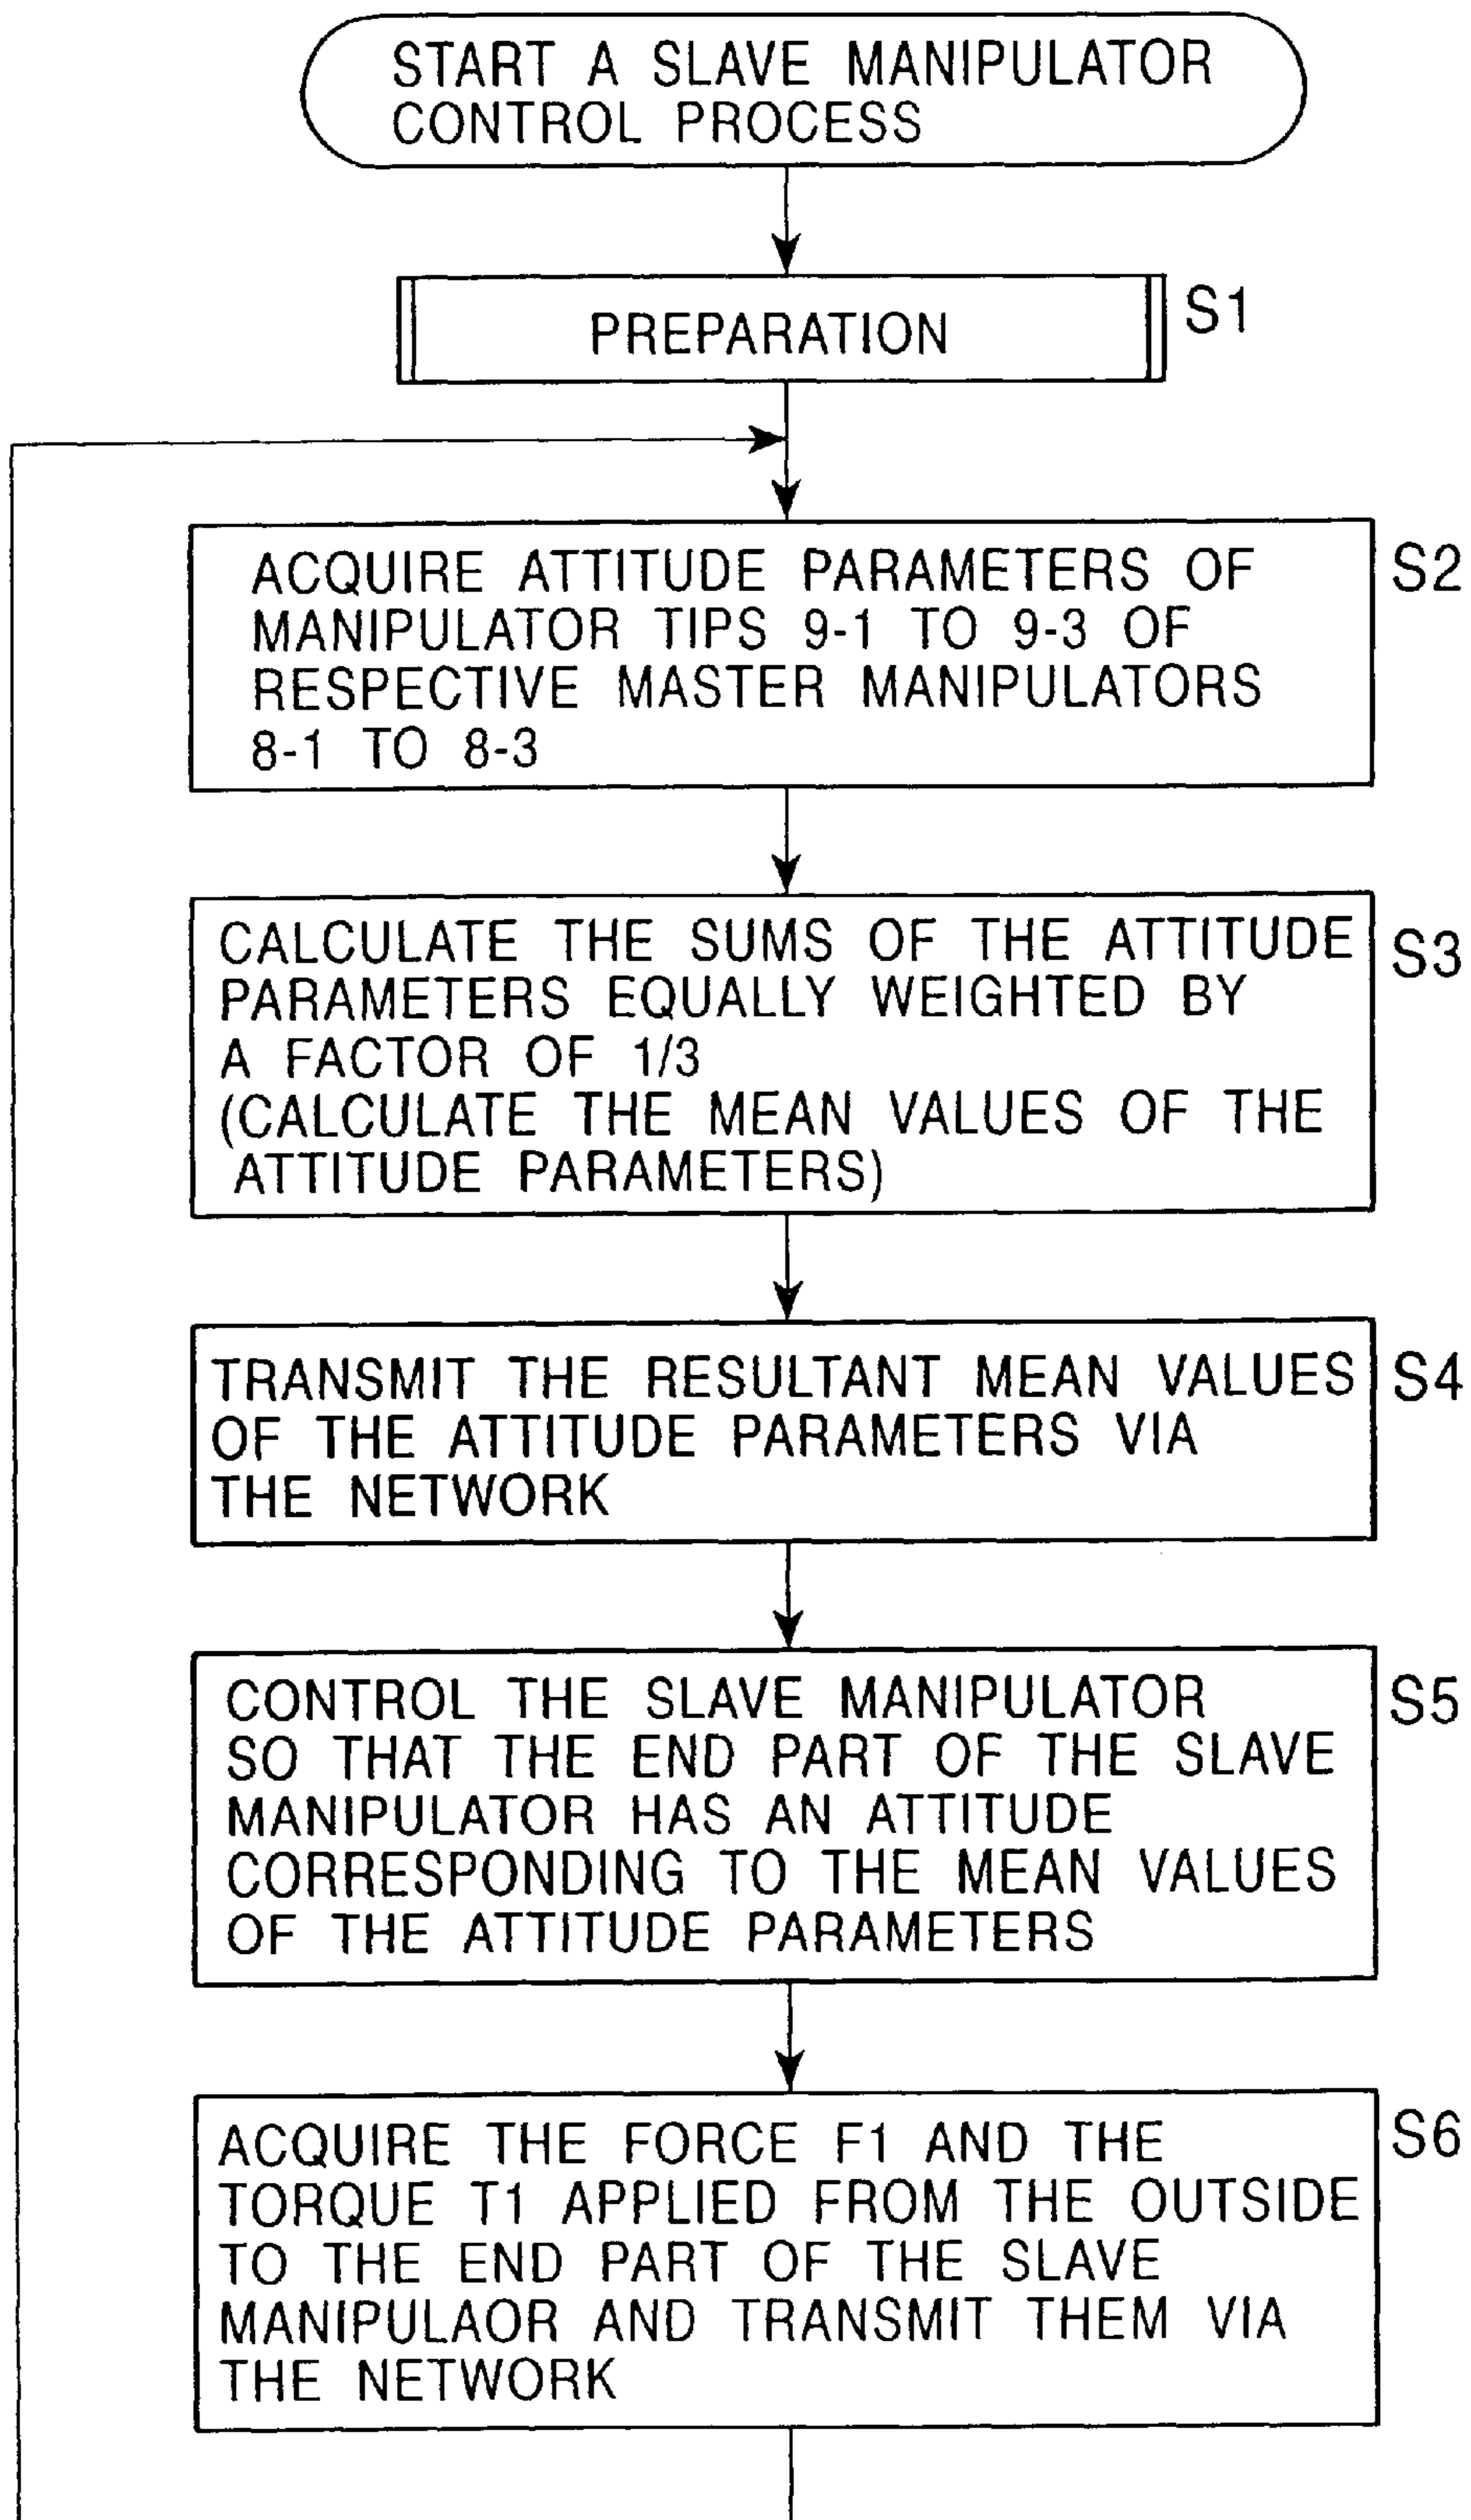 START A SLAVE MANIPULATOR
CONTROL PROCESS
PREPARATION
S1
ACQUIRE ATTITUDE PARAMETERS OF
MANIPULATOR TIPS 9-1 TO 9-3 OF
RESPECTIVE MASTER MANIPULATORS
8-1 TO 8-3
S2
CALCULATE THE SUMS OF THE ATTITUDE
PARAMETERS EQUALLY WEIGHTED BY
A FACTOR OF 1/3
(CALCULATE THE MEAN VALUES OF THE
ATTITUDE PARAMETERS)
S3
TRANSMIT THE RESULTANT MEAN VALUES
OF THE ATTITUDE PARAMETERS VIA
THE NETWORK
S4
CONTROL THE SLAVE MANIPULATOR
SO THAT THE END PART OF THE SLAVE
MANIPULATOR HAS AN ATTITUDE
CORRESPONDING TO THE MEAN VALUES
OF THE ATTITUDE PARAMETERS
S5
ACQUIRE THE FORCE F1 AND THE
TORQUE T1 APPLIED FROM THE OUTSIDE
TO THE END PART OF THE SLAVE
MANIPULAOR AND TRANSMIT THEM VIA
THE NETWORK
S6